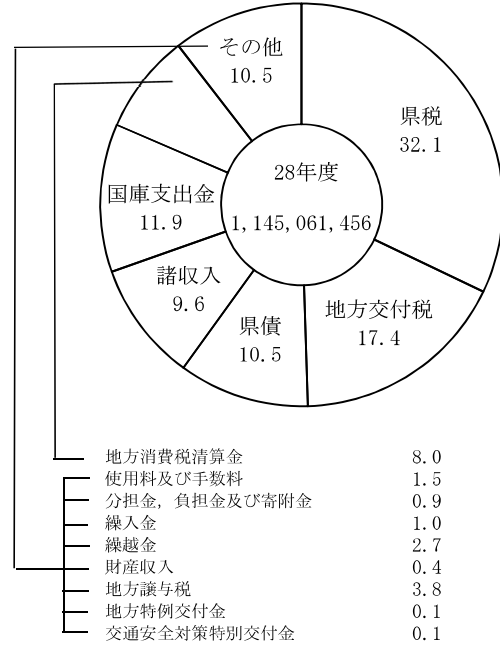 その他
10.5
県税
32.1
28年度
1,145,061,456
国庫支出金
11.9
諸収入
9.6
県債
10.5
地方交付税
17.4
地方消費税清算金 8.0
使用料及び手数料 1.5
分担金，負担金及び寄附金 0.9
繰入金 1.0
繰越金 2.7
財産収入 0.4
地方譲与税 3.8
地方特例交付金 0.1
交通安全対策特別交付金 0.1